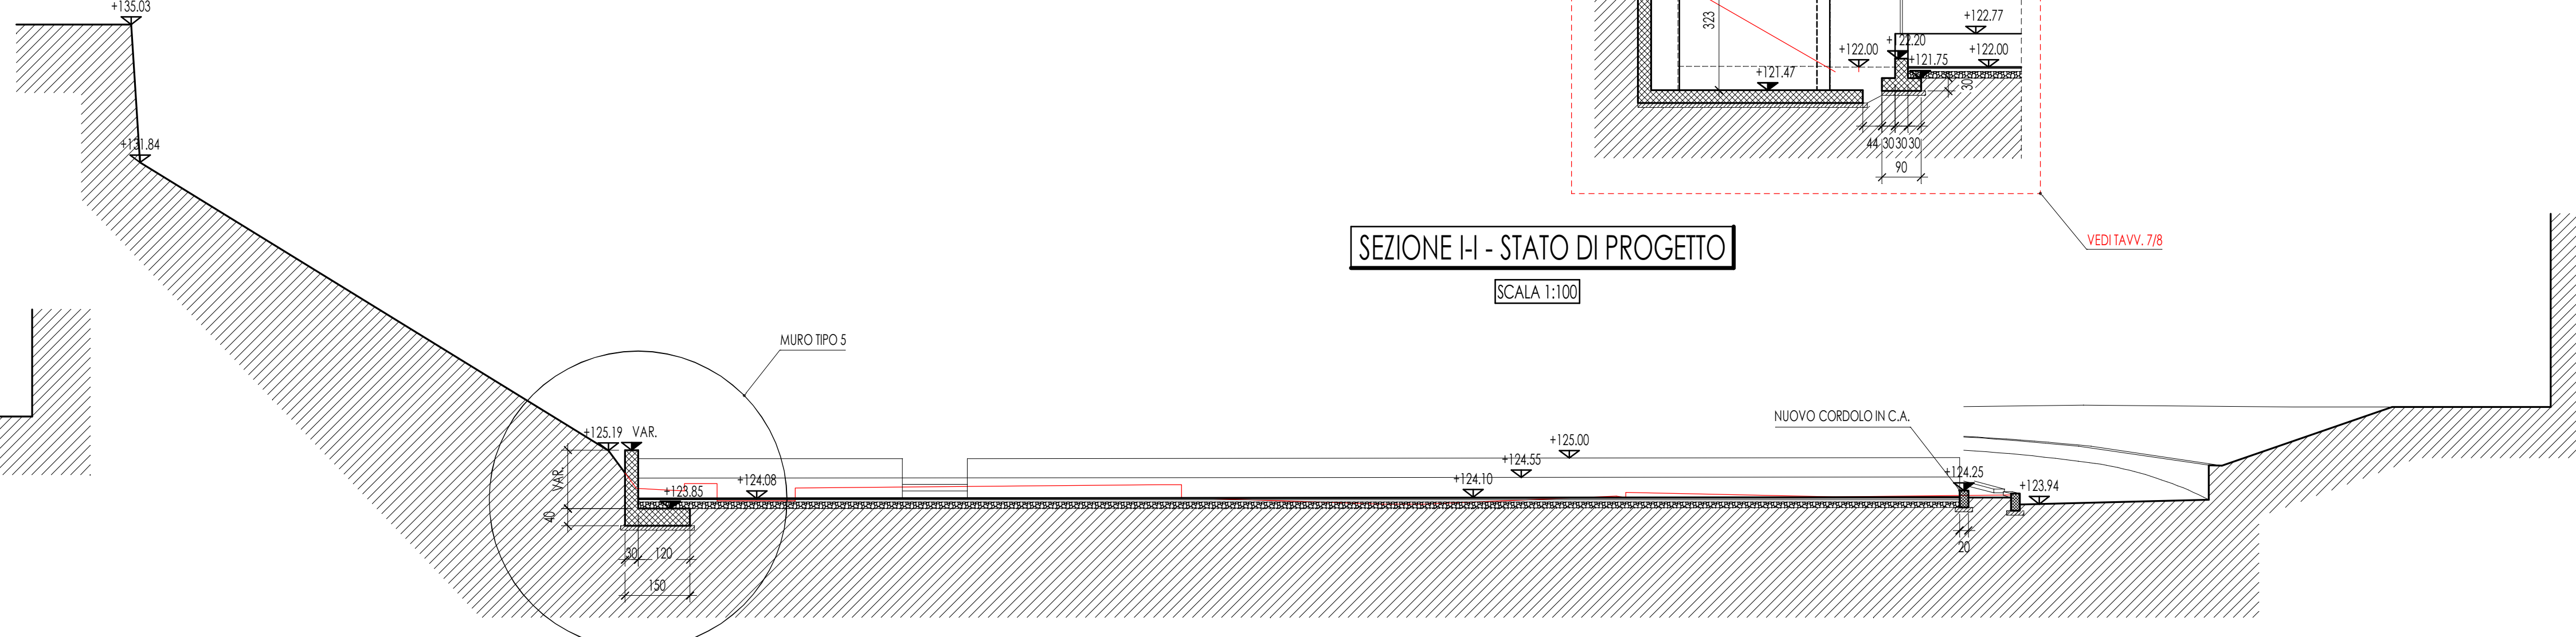 +135.03
+131.84
323
+122.77
+122.20
+122.00
+122.00
+121.75
+121.47
30
44 30 30 30
90
VEDI TAVV. 7/8
SEZIONE I-I - STATO DI PROGETTO
SCALA 1:100
MURO TIPO 5
NUOVO CORDOLO IN C.A.
+125.19 VAR.
VAR.
40
+123.85
+124.08
+125.00
+124.55
+124.10
+124.25
+123.94
30 120
150
20